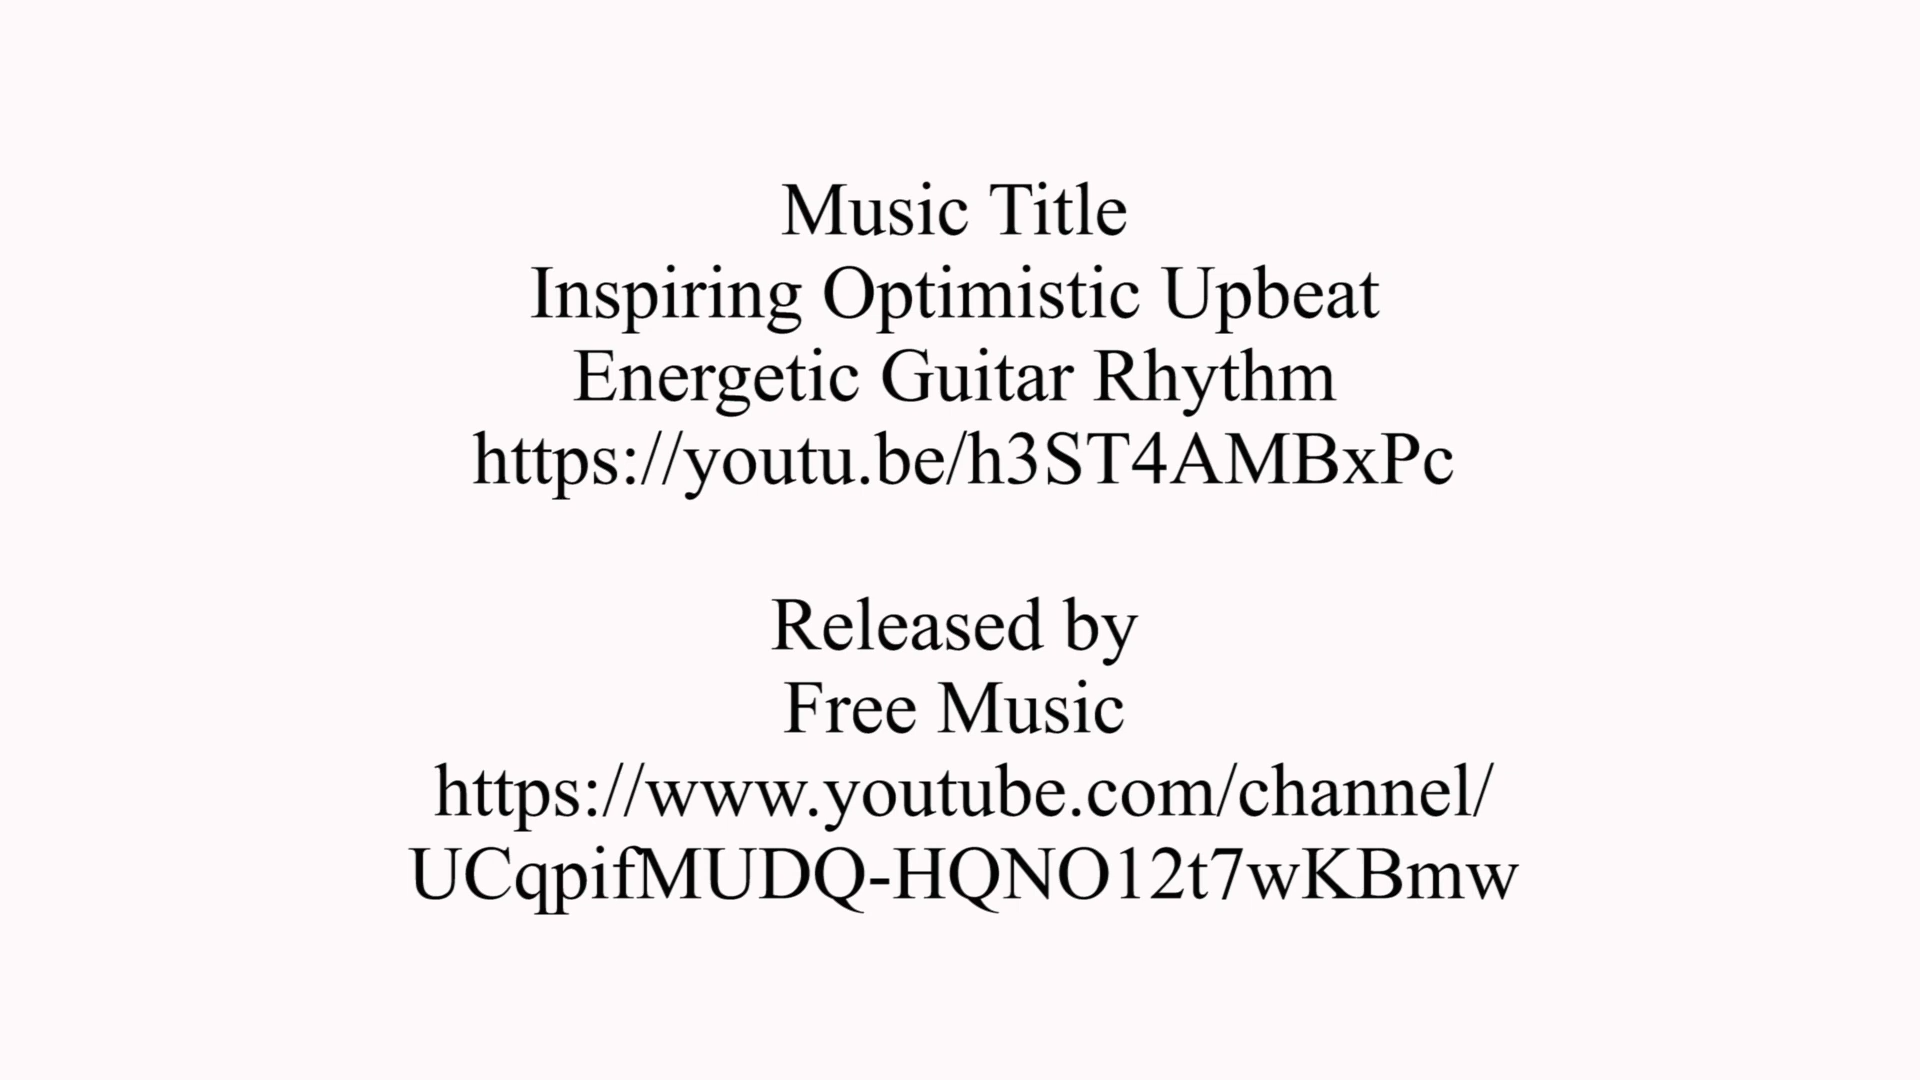 Music Title
Inspiring Optimistic Upbeat
Energetic Guitar Rhythm
https://youtu.be/h3ST4AMBxPc
Released by
Free Music
https://www.youtube.com/channel/
UCqpifMUDQ-HQNO12t7wKBmw